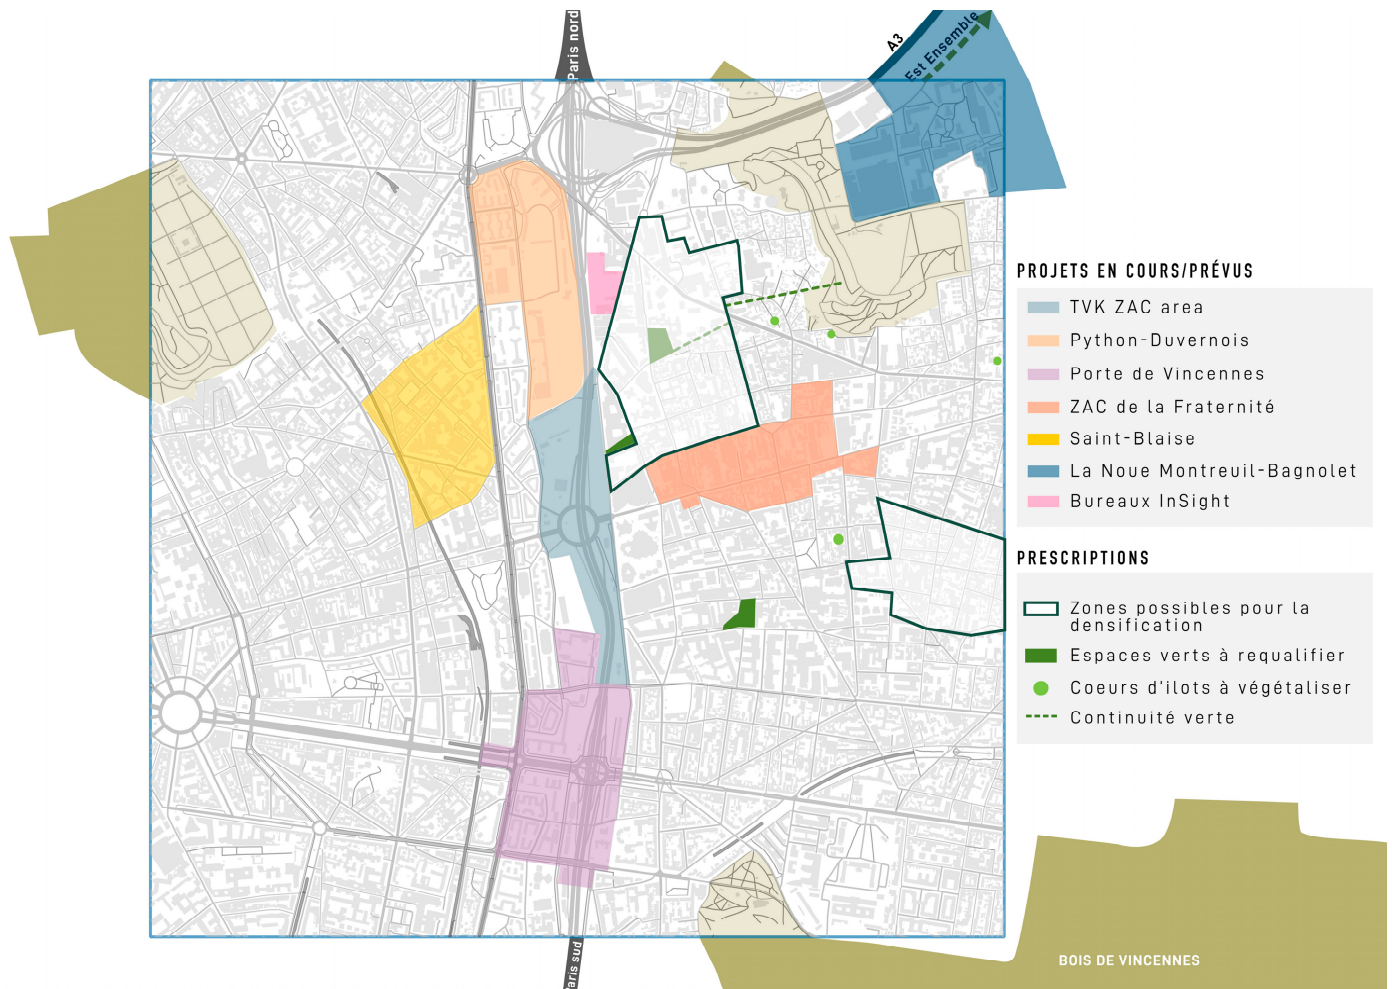 Paris nord
A3
Est Ensemble
PROJETS EN COURS/PRÉVUS
TVK ZAC area
Python-Duvernois
Porte de Vincennes
ZAC de la Fraternité
Saint-Blaise
La Noue Montreuil-Bagnolet
Bureaux InSight
PRESCRIPTIONS
Zones possibles pour la
densification
Espaces verts à requalifier
Coeurs d'ilots à végétaliser
Continuité verte
BOIS DE VINCENNES
aris sud